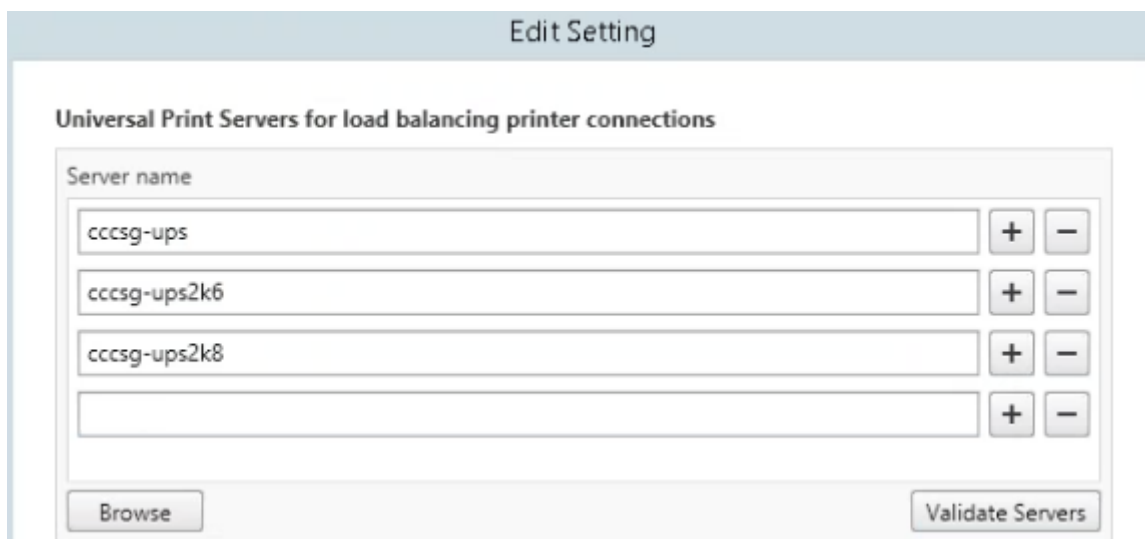 Edit Setting
Universal Print Servers for load balancing printer connections
Server name
cccsg-ups
+ −
cccsg-ups2k6
+ −
cccsg-ups2k8
+ −
+ −
Browse
Validate Servers